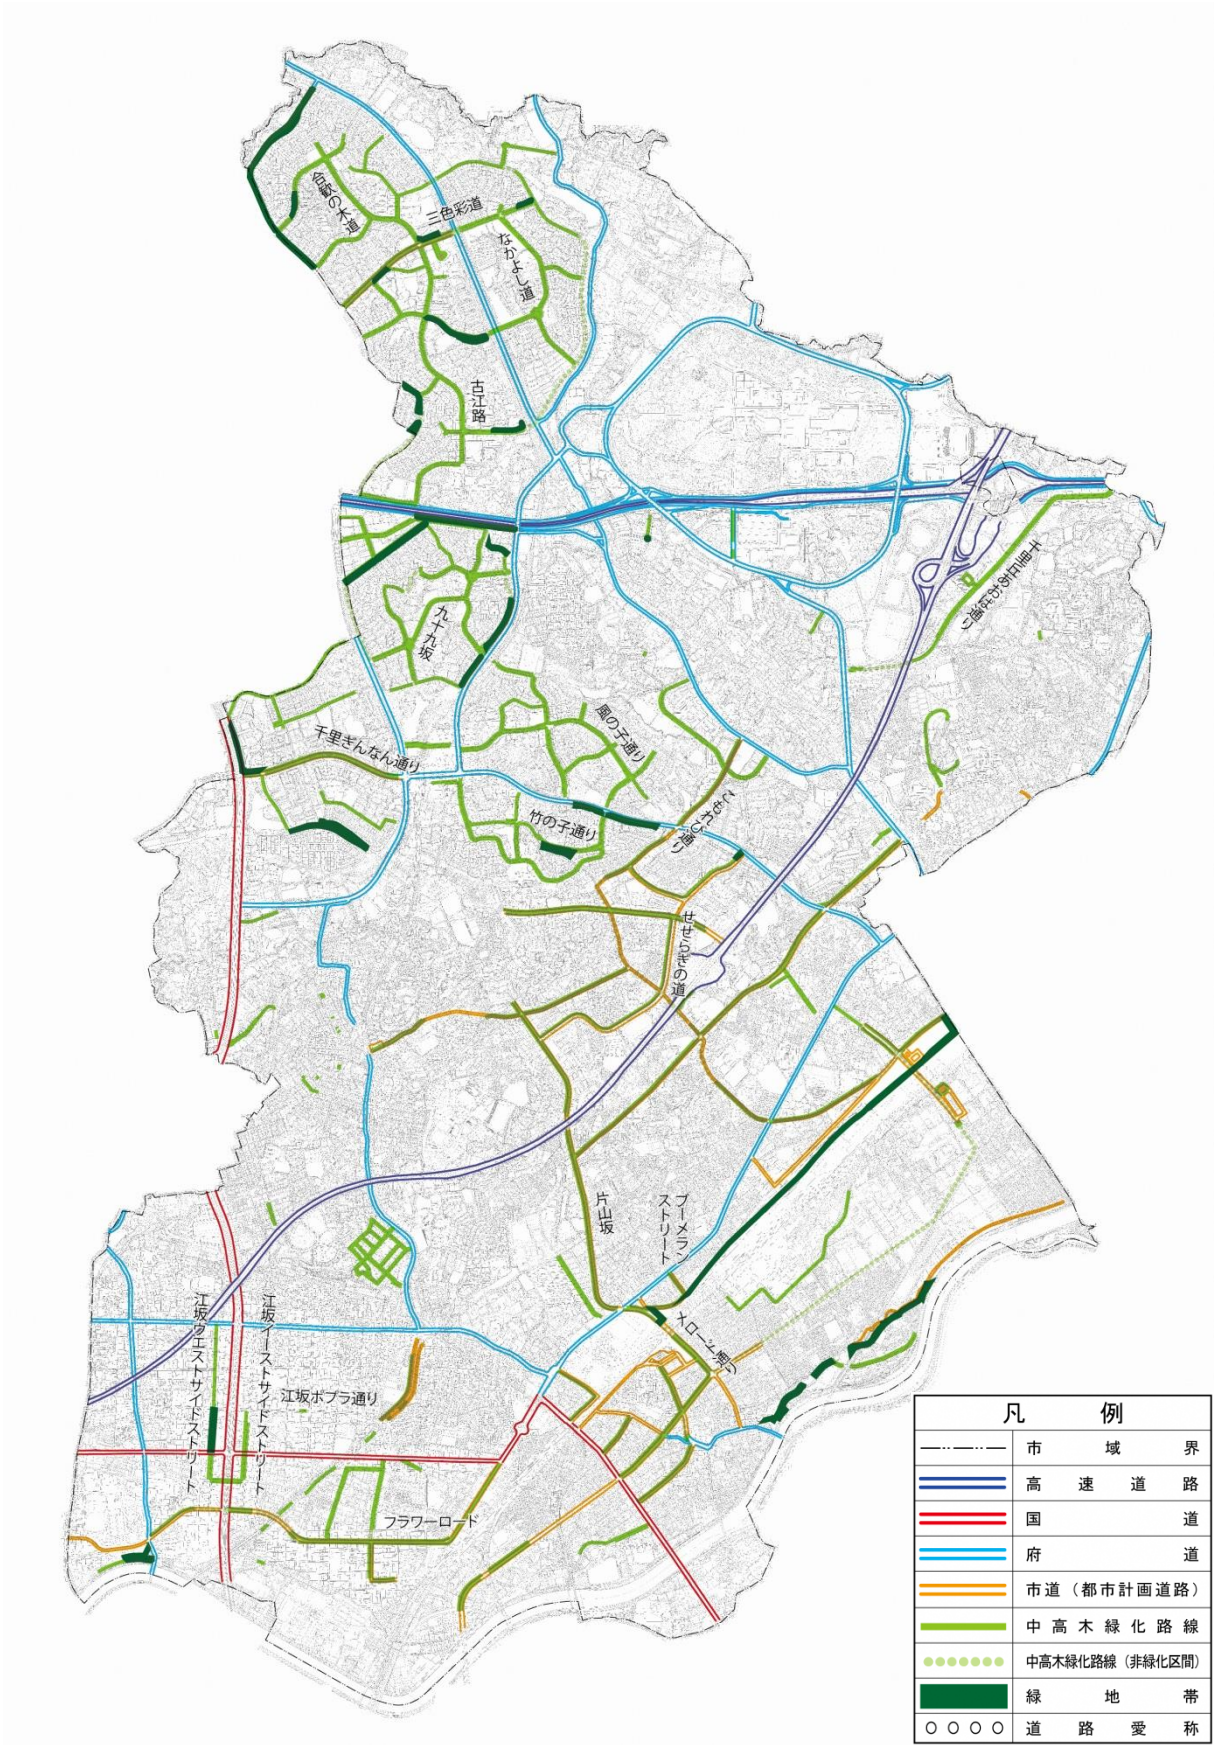 合歓の木道
三色彩道
なかよし道
古江路
千里丘あおば通り
九十九坂
風の子通り
千里ぎんなん通り
こもれび通り
竹の子通り
せせらぎの道
片山坂
ブーメラン
ストリート
メロード通り
江坂ウエストサイドストリート
江坂イーストサイドストリート
江坂ポプラ通り
フラワーロード
凡 例
市 域 界
高 速 道 路
国 道
府 道
市道（都市計画道路）
中 高 木 緑 化 路 線
中高木緑化路線（非緑化区間）
緑 地 帯
○○○○ 道 路 愛 称